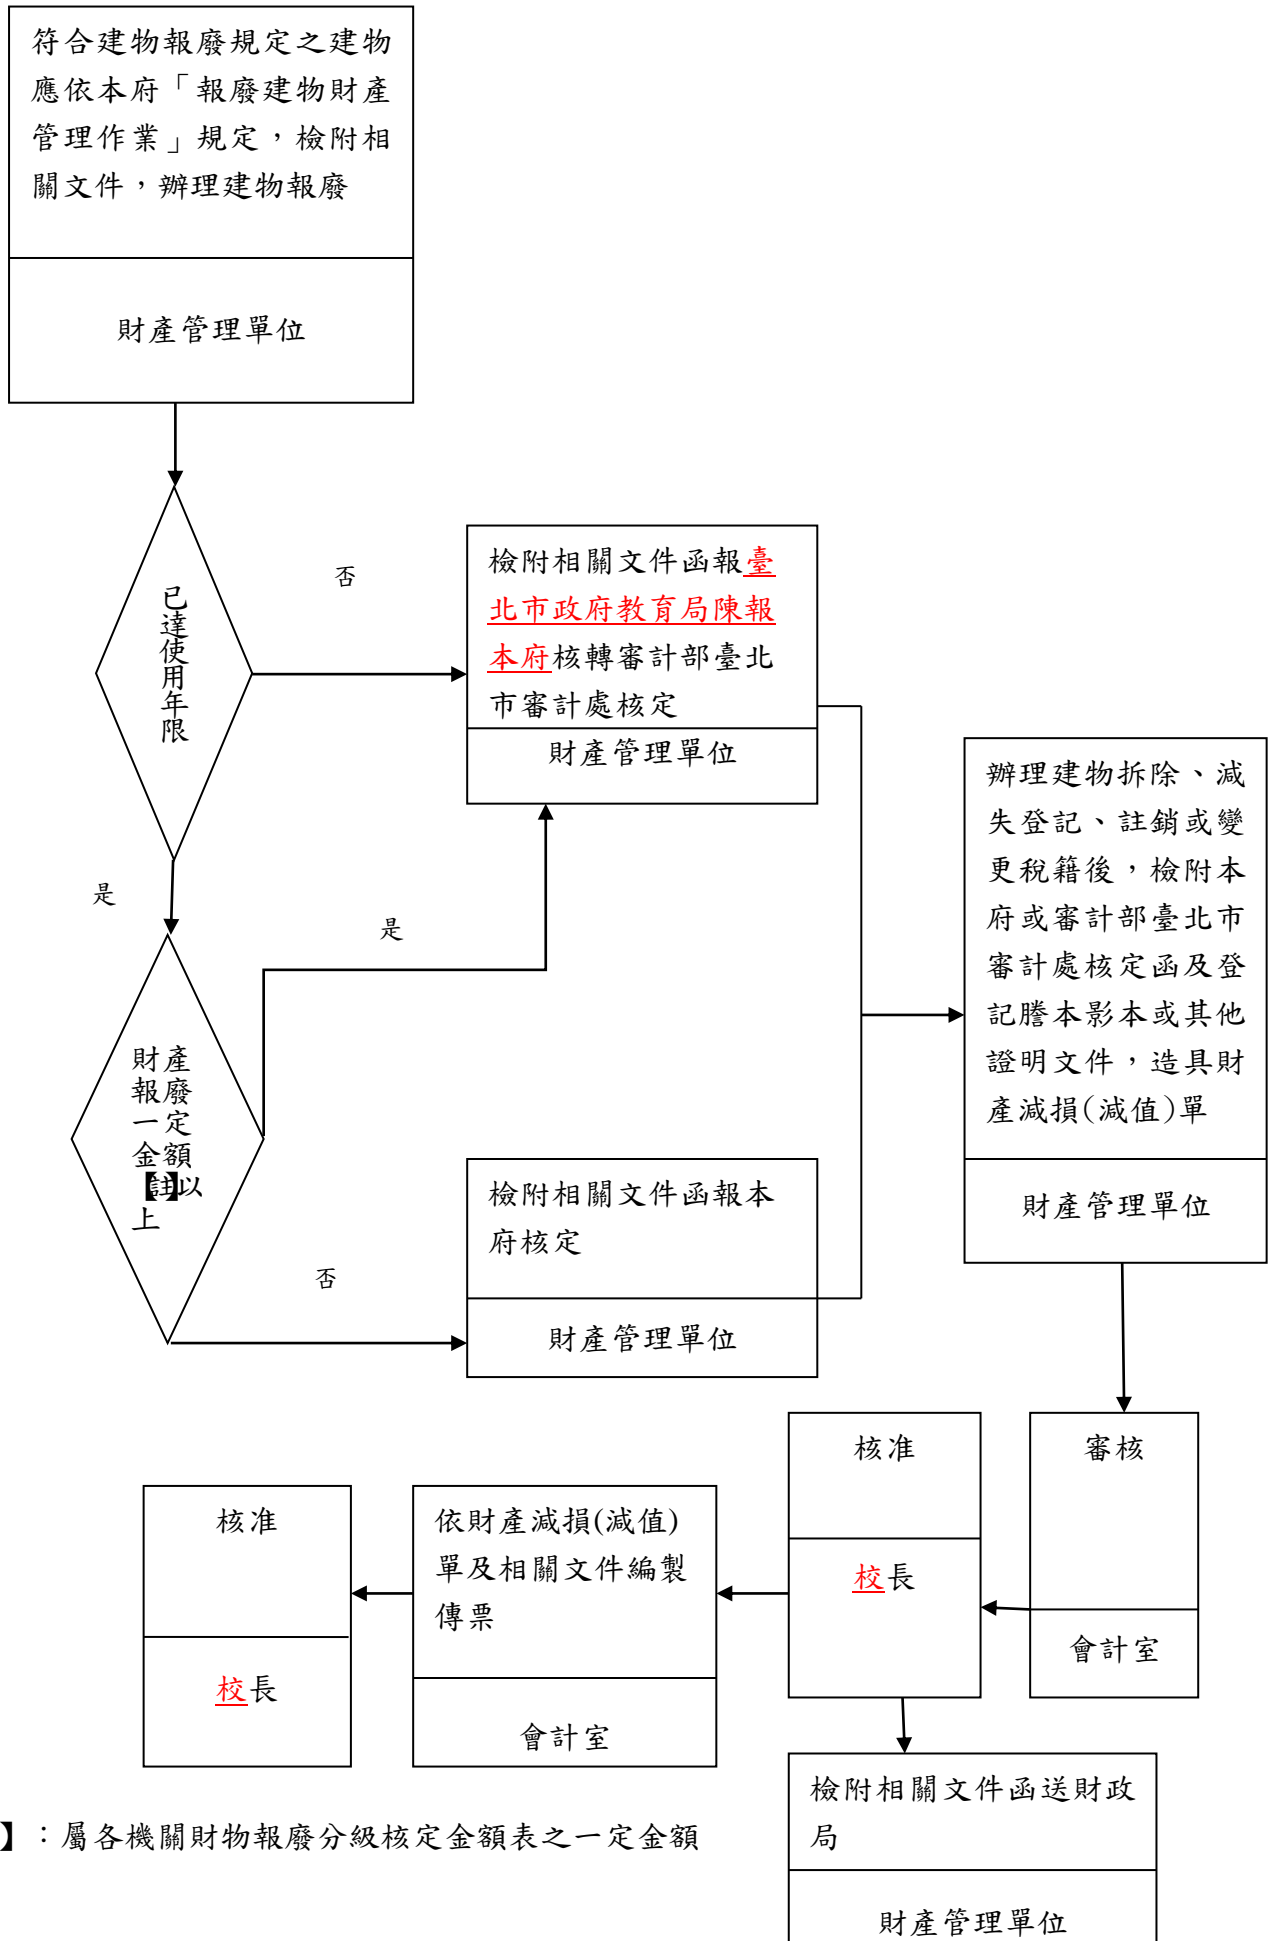 符合建物報廢規定之建物
應依本府「報廢建物財產
管理作業」規定，檢附相
關文件，辦理建物報廢
財產管理單位
已達使用年限
否
檢附相關文件函報臺
北市政府教育局陳報
本府核轉審計部臺北
市審計處核定
財產管理單位
是
是
財產
報廢
一定
金額
【註】以
上
否
檢附相關文件函報本
府核定
財產管理單位
辦理建物拆除、減
失登記、註銷或變
更稅籍後，檢附本
府或審計部臺北市
審計處核定函及登
記謄本影本或其他
證明文件，造具財
產減損(減值)單
財產管理單位
審核
會計室
核准
校長
依財產減損(減值)
單及相關文件編製
傳票
會計室
核准
校長
檢附相關文件函送財政
局
財產管理單位
】：屬各機關財物報廢分級核定金額表之一定金額